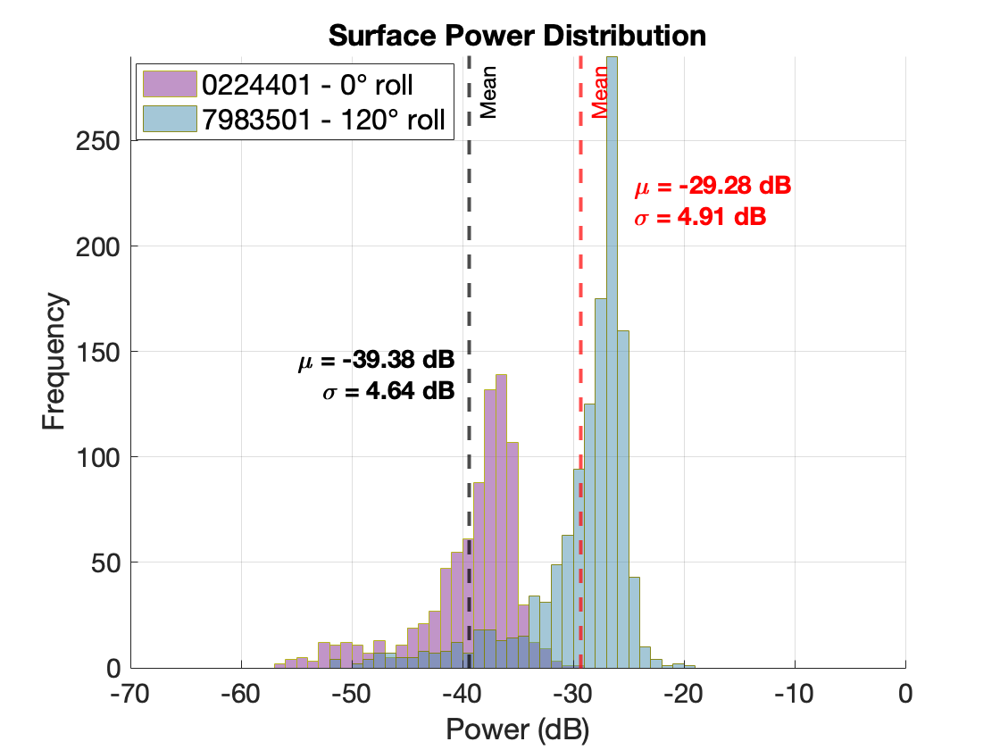 Surface Power Distribution
0224401 - 0° roll
7983501 - 120° roll
Mean
Mean
μ = -29.28 dB
σ = 4.91 dB
μ = -39.38 dB
σ = 4.64 dB
Frequency
250
200
150
100
50
0
-70 -60 -50 -40 -30 -20 -10 0
Power (dB)